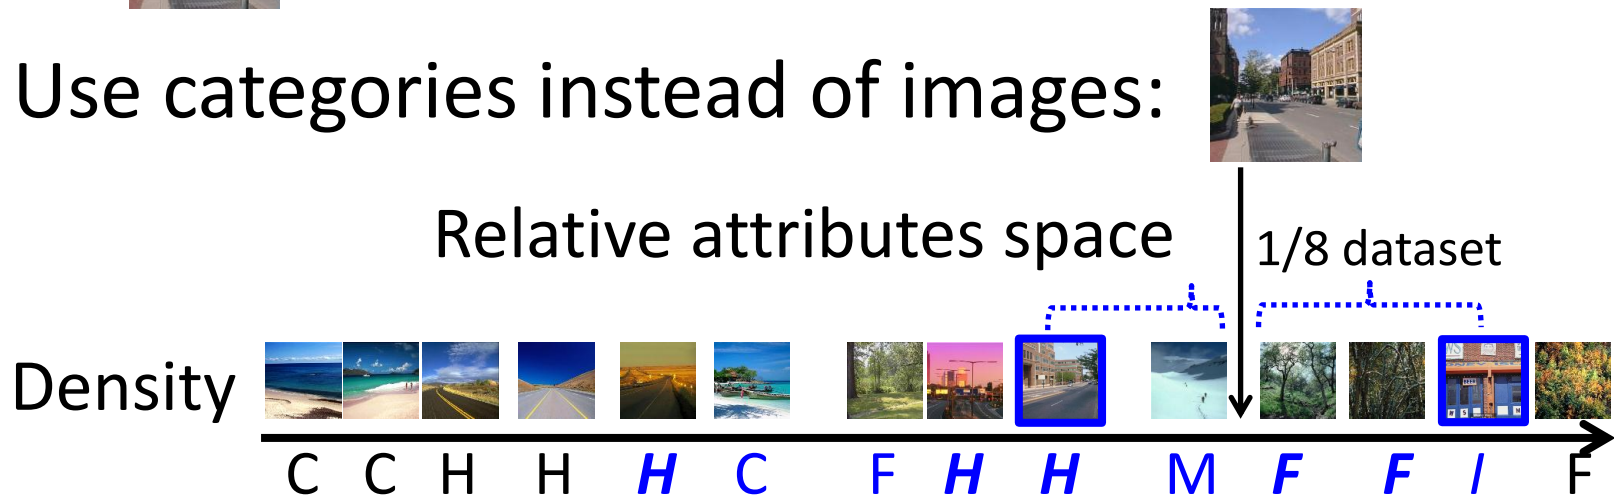 Use categories instead of images:
Relative attributes space
1/8 dataset
Density
C C H H H C F H H M F F I F